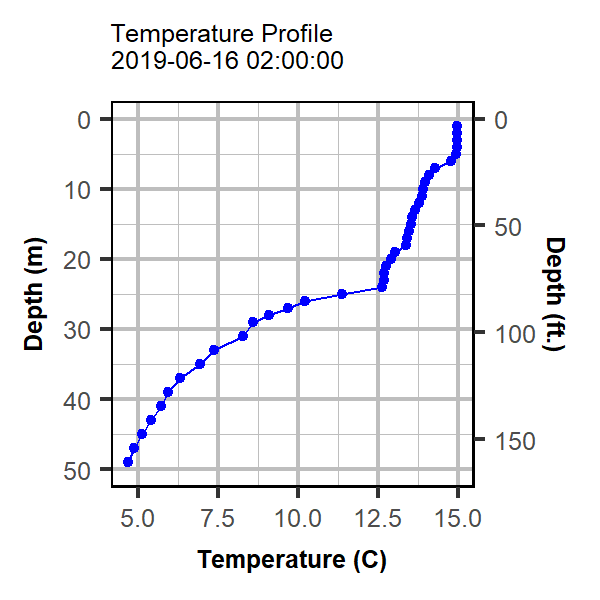 Temperature Profile
2019-06-16 02:00:00
0
10
20
30
40
50
Depth (m)
0
50
100
150
Depth (ft.)
5.0 7.5 10.0 12.5 15.0
Temperature (C)